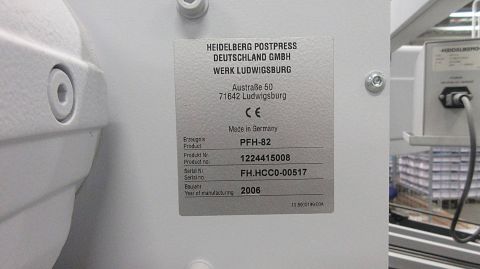 HEIDELBERG POSTPRESS
DEUTSCHLAND GMBH
WERK LUDWIGSBURG
Austraße 50
71642 Ludwigsburg
CE
Made in Germany
Erzeugnis
Product PFH-82
Produkt Nr.
Product no. 1224415008
Serial Nr
Serial no. FH.HCC0-00517
Baujahr
Year of manufacturing 2006
HEIDELBERG